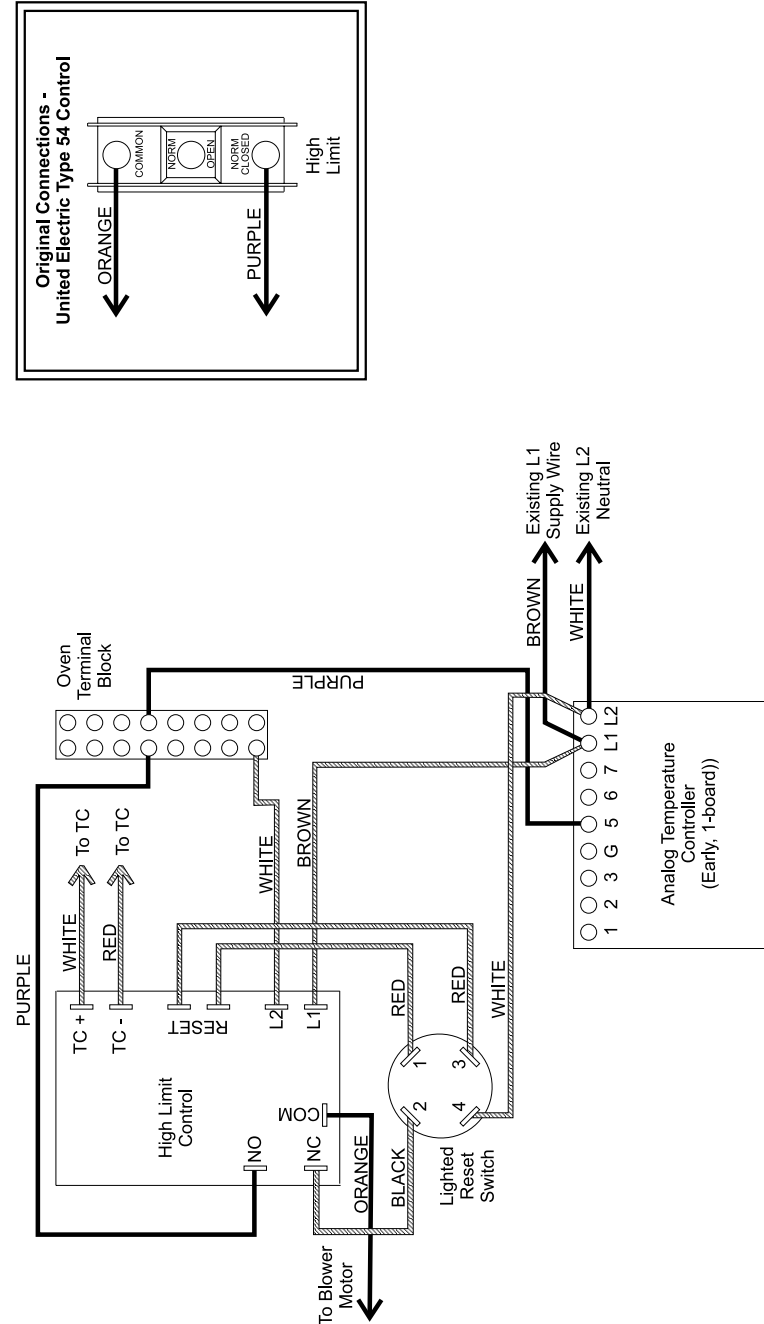 Original Connections -
United Electric Type 54 Control
ORANGE
PURPLE
COMMON
NORM
OPEN
NORM
CLOSED
High
Limit
Oven
Terminal
Block
PURPLE
Existing L1
Supply Wire
Existing L2
Neutral
BROWN
WHITE
PURPLE
To TC
To TC
WHITE
RED
WHITE
BROWN
TC +
TC -
RESET
L2
L1
High Limit
Control
COM
NO
NC
RED
RED
WHITE
1
3
2
4
Lighted
Reset
Switch
ORANGE
BLACK
To Blower
Motor
1
2
3
G
5
6
7
L1
L2
Analog Temperature
Controller
(Early, 1-board))